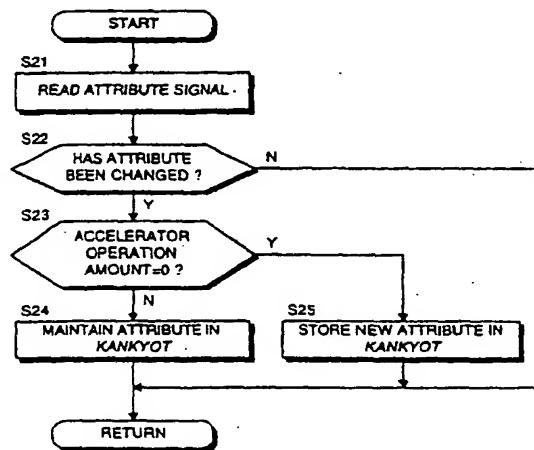 START
S21
READ ATTRIBUTE SIGNAL
S22
HAS ATTRIBUTE
BEEN CHANGED ?
N
Y
S23
ACCELERATOR
OPERATION
AMOUNT=0 ?
Y
N
S24
MAINTAIN ATTRIBUTE IN
KANKYOT
S25
STORE NEW ATTRIBUTE IN
KANKYOT
RETURN